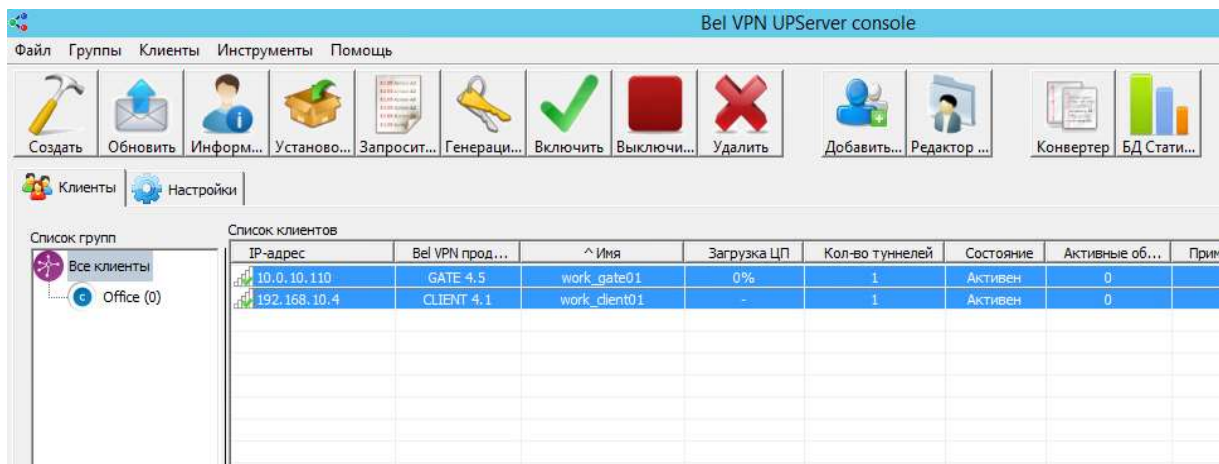 Bel VPN UPServer console
Файл Группы Клиенты Инструменты Помощь
Создать Обновить Информ... Установо... Запросит... Генераци... Включить Выключи... Удалить Добавить... Редактор ... Конвертер БД Стати...
Клиенты Настройки
Список групп
Все клиенты
Office (0)
Список клиентов
IP-адрес Bel VPN прод... ^ Имя Загрузка ЦП Кол-во туннелей Состояние Активные об... Прим
10.0.10.110 GATE 4.5 work_gate01 0% 1 Активен 0
192.168.10.4 CLIENT 4.1 work_client01 - 1 Активен 0